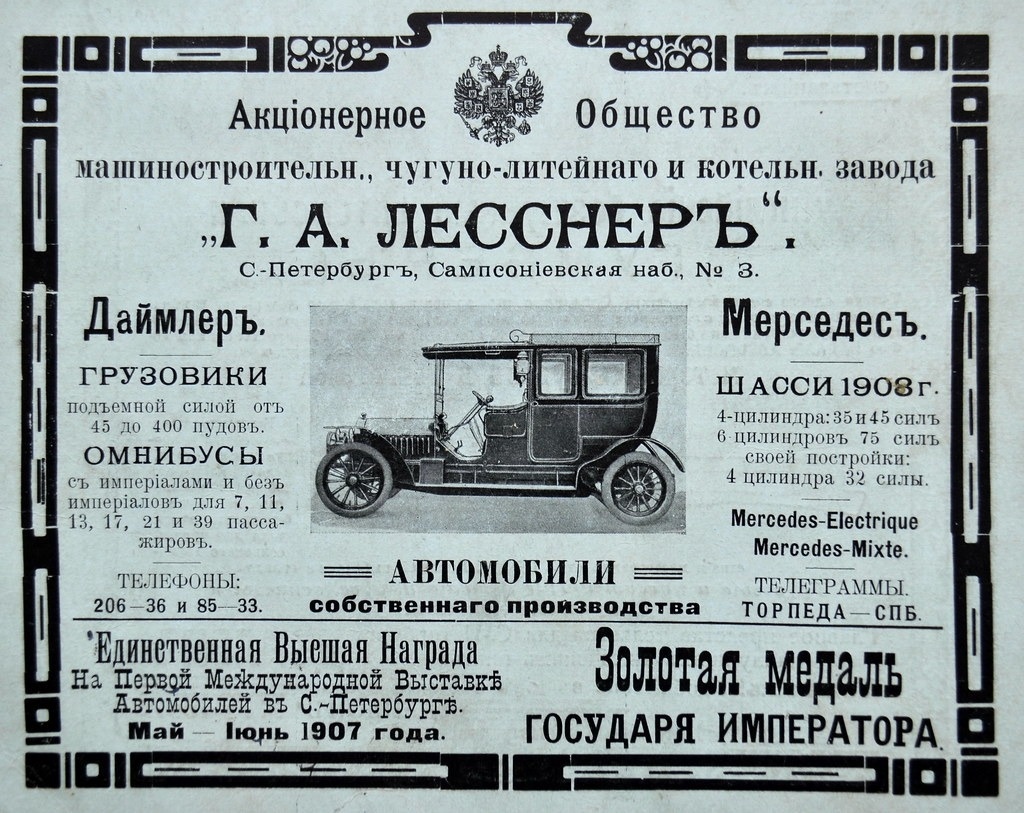 Акціонерное Общество
машиностроительн., чугуно-литейнаго и котельн. завода
„Г. А. ЛЕССНЕРЪ“.
С.-Петербургъ, Сампсоніевская наб., № 3.
Даймлеръ.
ГРУЗОВИКИ
подъемной силой отъ
45 до 400 пудовъ.
ОМНИБУСЫ
съ имперіалами и безъ
имперіаловъ для 7, 11,
13, 17, 21 и 39 пасса-
жировъ.
ТЕЛЕФОНЫ:
206—36 и 85—33.
Мерседесъ.
ШАССИ 1908 г.
4-цилиндра: 35 и 45 силъ
6-цилиндровъ 75 силъ
своей постройки:
4 цилиндра 32 силы.
Mercedes-Electrique
Mercedes-Mixte.
ТЕЛЕГРАММЫ.
ТОРПЕДА—СПБ.
АВТОМОБИЛИ
собственнаго производства
Единственная Высшая Награда
На Первой Международной Выставкѣ
Автомобилей въ С.-Петербургѣ.
Май — Іюнь 1907 года.
Золотая медаль
ГОСУДАРЯ ИМПЕРАТОРА.